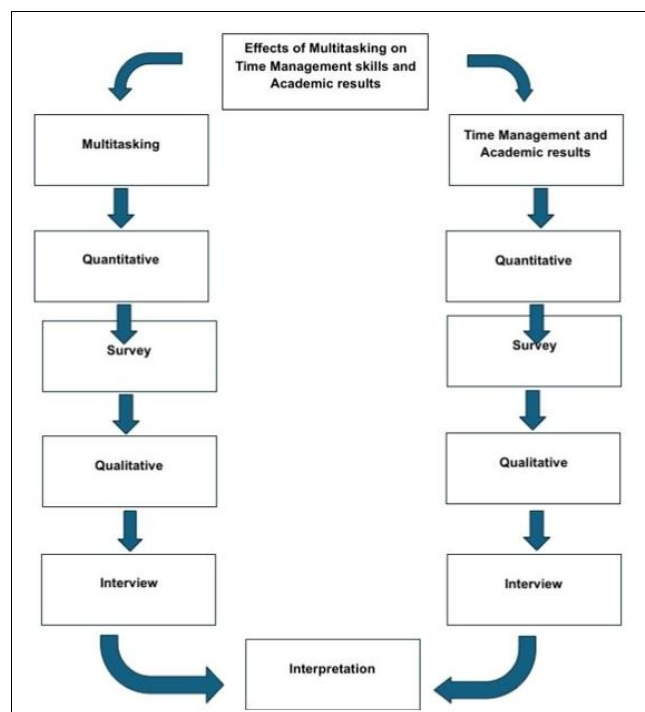 Effects of Multitasking on
Time Management skills and
Academic results
Multitasking
Time Management and
Academic results
Quantitative
Quantitative
Survey
Survey
Qualitative
Qualitative
Interview
Interview
Interpretation